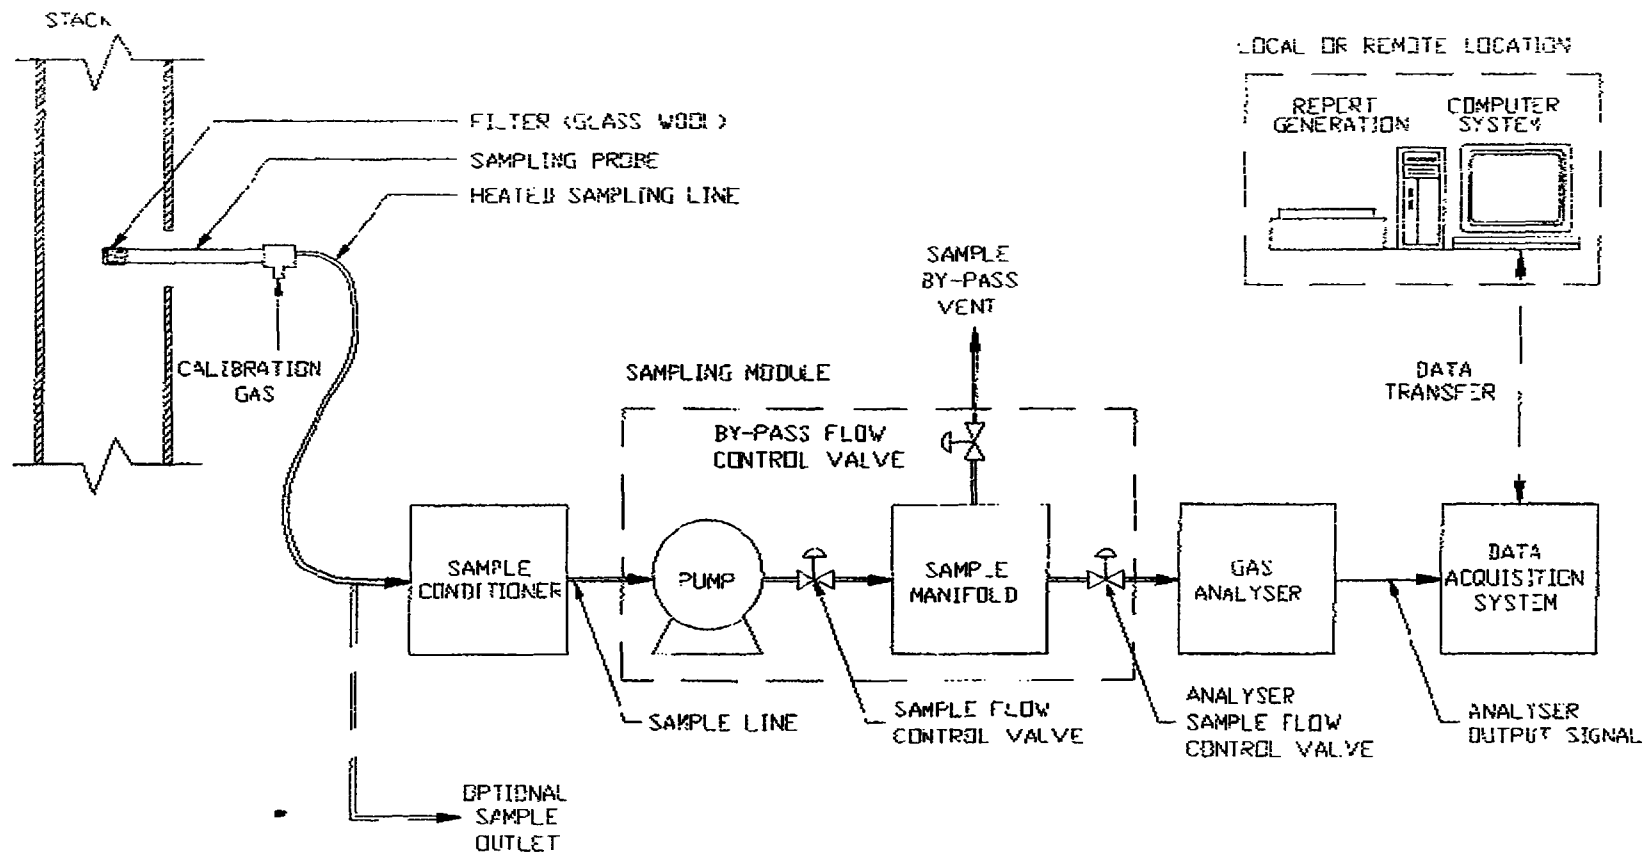 STACK
LOCAL OR REMOTE LOCATION
REPORT
GENERATION
COMPUTER
SYSTEM
FILTER (GLASS WOOL)
SAMPLING PROBE
HEATED SAMPLING LINE
SAMPLE
BY-PASS
VENT
CALIBRATION
GAS
SAMPLING MODULE
DATA
TRANSFER
BY-PASS FLOW
CONTROL VALVE
SAMPLE
CONDITIONER
PUMP
SAMPLE
MANIFOLD
GAS
ANALYSER
DATA
ACQUISITION
SYSTEM
SAMPLE LINE
SAMPLE FLOW
CONTROL VALVE
ANALYSER
SAMPLE FLOW
CONTROL VALVE
ANALYSER
OUTPUT SIGNAL
OPTIONAL
SAMPLE
OUTLET